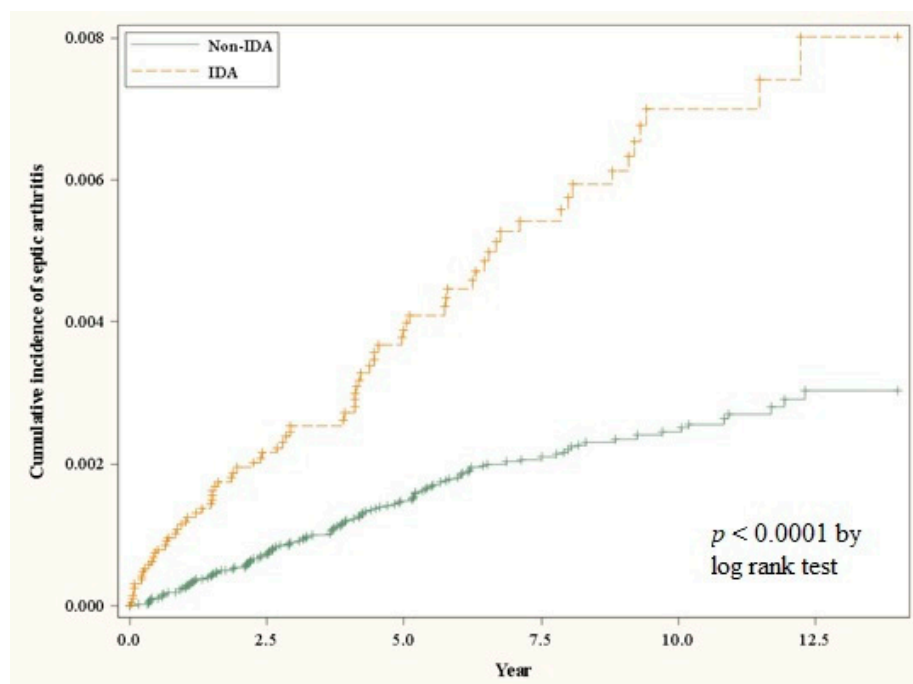 Non-IDA
IDA
0.008
0.006
0.004
0.002
0.000
Cumulative incidence of septic arthritis
p < 0.0001 by
log rank test
0.0 2.5 5.0 7.5 10.0 12.5
Year